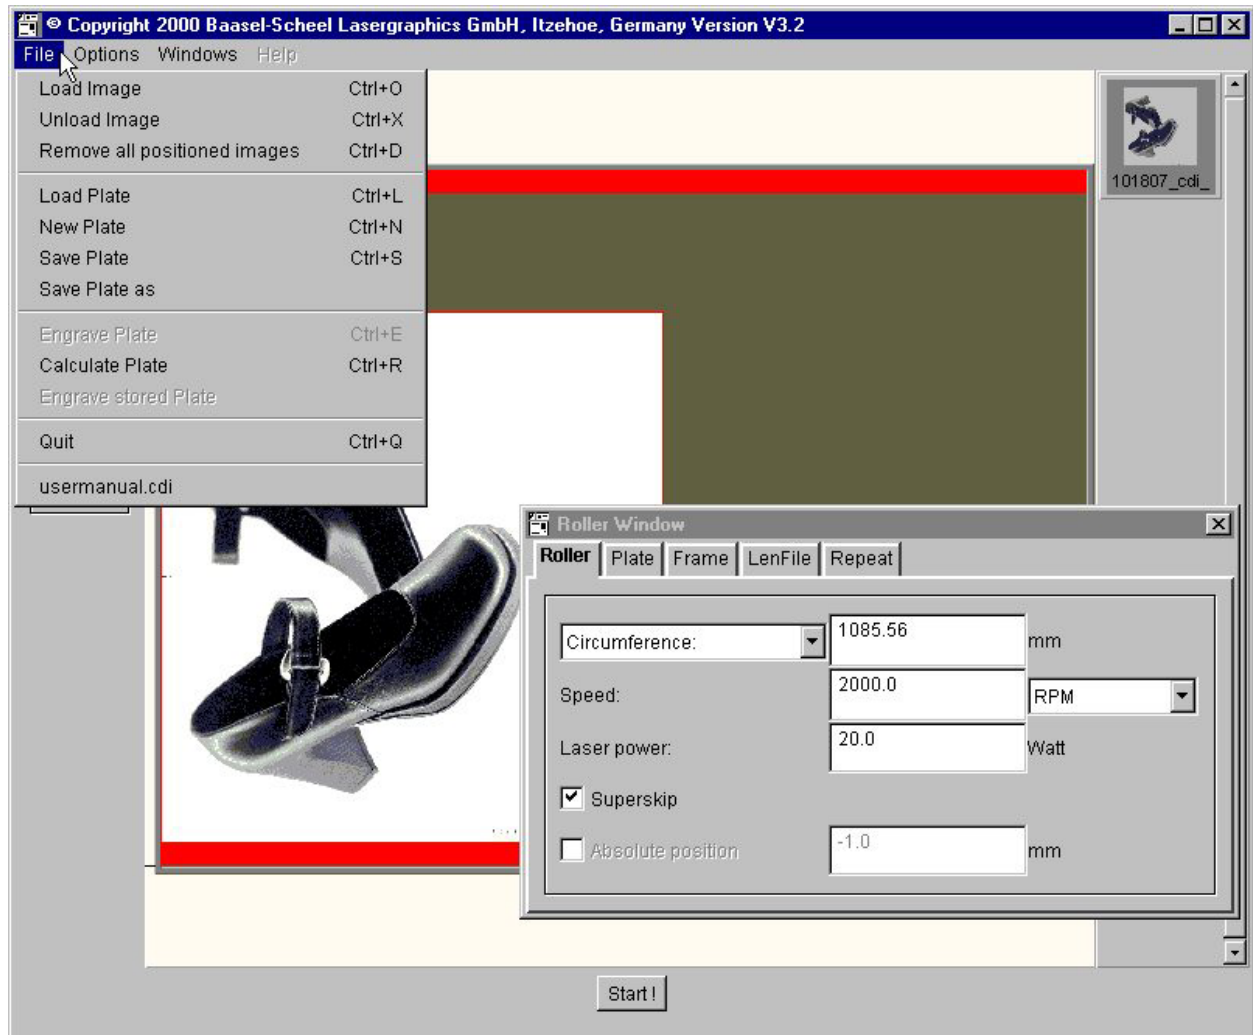 © Copyright 2000 Baasel-Scheel Lasergraphics GmbH, Itzehoe, Germany Version V3.2
File Options Windows Help
Load Image Ctrl+O
Unload Image Ctrl+X
Remove all positioned images Ctrl+D
Load Plate Ctrl+L
New Plate Ctrl+N
Save Plate Ctrl+S
Save Plate as
Engrave Plate Ctrl+E
Calculate Plate Ctrl+R
Engrave stored Plate
Quit Ctrl+Q
usermanual.cdi
101807_cdi_
Roller Window
Roller Plate Frame LenFile Repeat
Circumference: 1085.56 mm
Speed: 2000.0 RPM
Laser power: 20.0 Watt
Superskip
Absolute position -1.0 mm
Start !